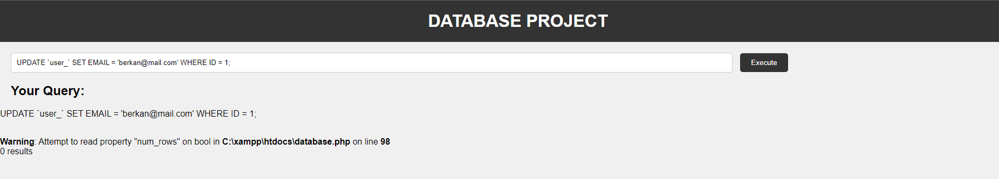 DATABASE PROJECT
UPDATE `user_` SET EMAIL = 'berkan@mail.com' WHERE ID = 1;
Execute
Your Query:
UPDATE `user_` SET EMAIL = 'berkan@mail.com' WHERE ID = 1;
Warning: Attempt to read property "num_rows" on bool in C:\xampp\htdocs\database.php on line 98
0 results